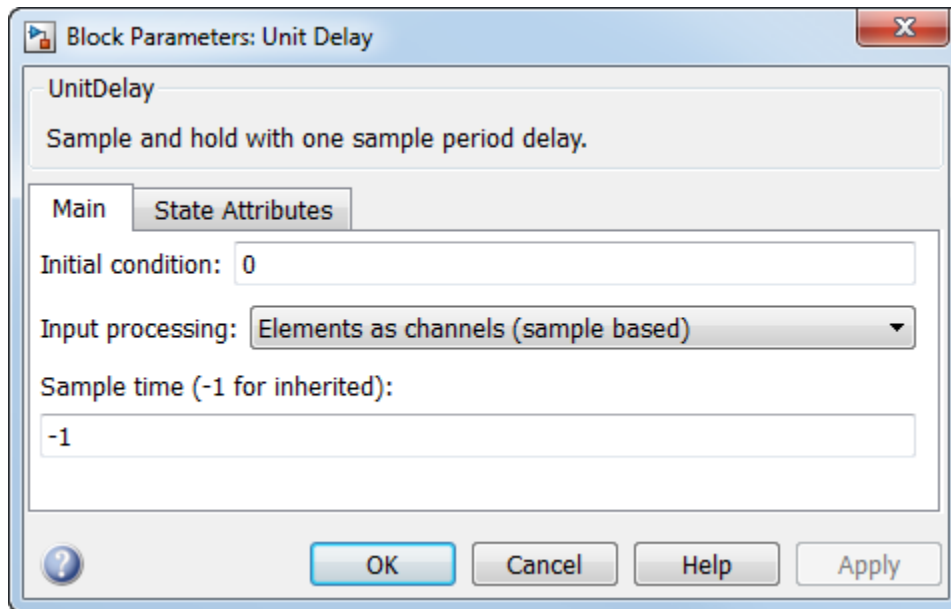 Block Parameters: Unit Delay
UnitDelay
Sample and hold with one sample period delay.
Main State Attributes
Initial condition: 0
Input processing: Elements as channels (sample based)
Sample time (-1 for inherited):
-1
OK Cancel Help Apply